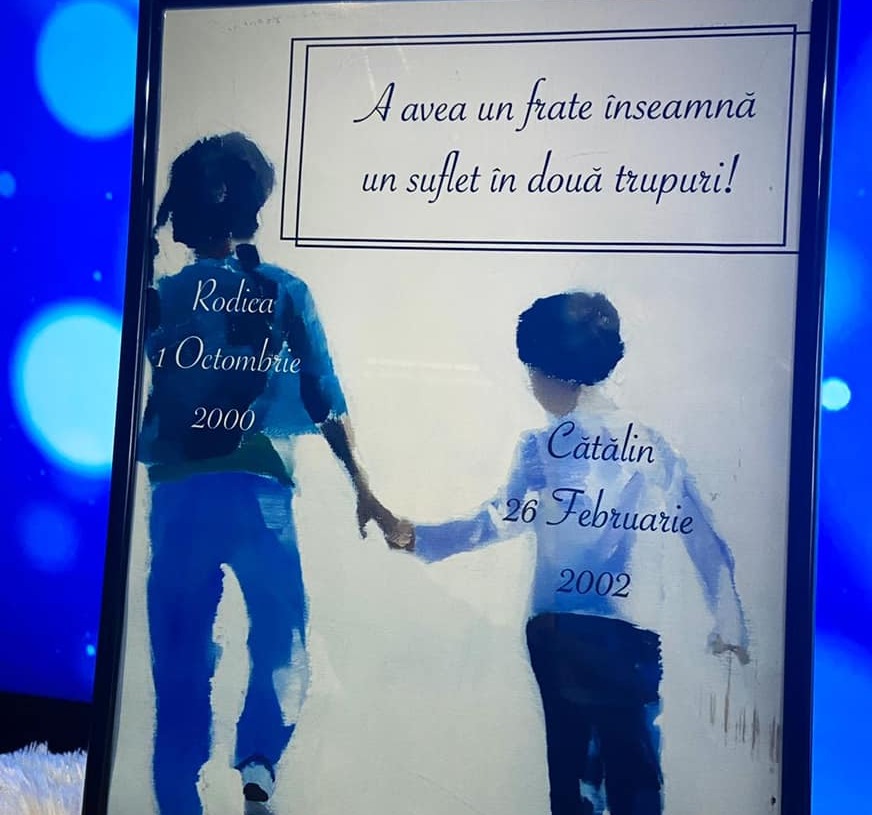 A avea un frate înseamnă
un suflet în două trupuri!
Rodica
1 Octombrie
2000
Cătălin
26 Februarie
2002